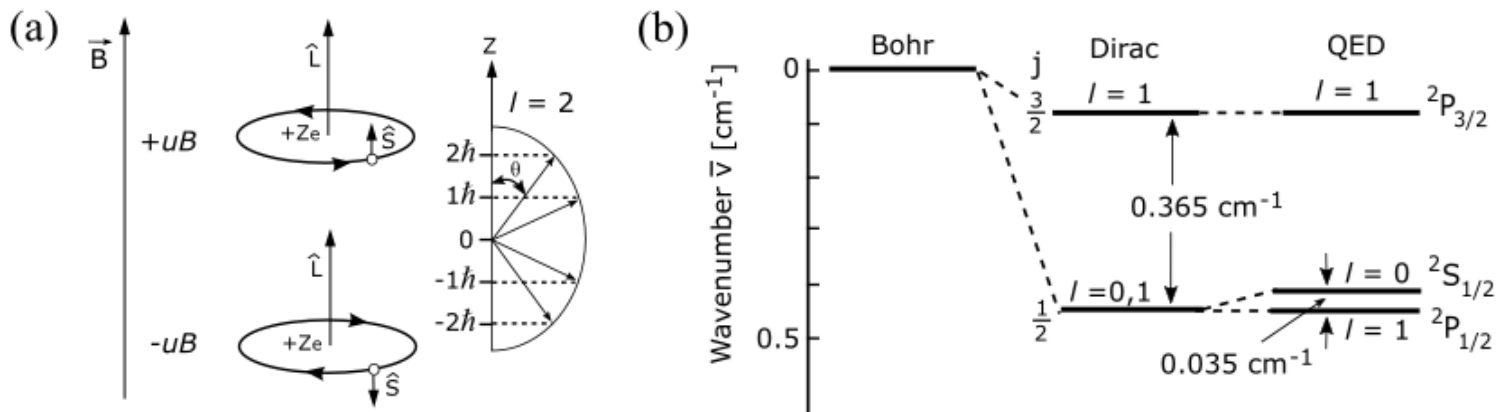 (a)
B
+uB
L̂
+Ze
Ŝ
-uB
L̂
+Ze
Ŝ
z
l = 2
2ħ
θ
1ħ
0
-1ħ
-2ħ
(b)
Wavenumber ν̅ [cm⁻¹]
0
0.5
Bohr
Dirac
QED
j
3/2
l = 1
l = 1
²P₃/₂
0.365 cm⁻¹
1/2
l =0,1
l = 0
²S₁/₂
l = 1
²P₁/₂
0.035 cm⁻¹